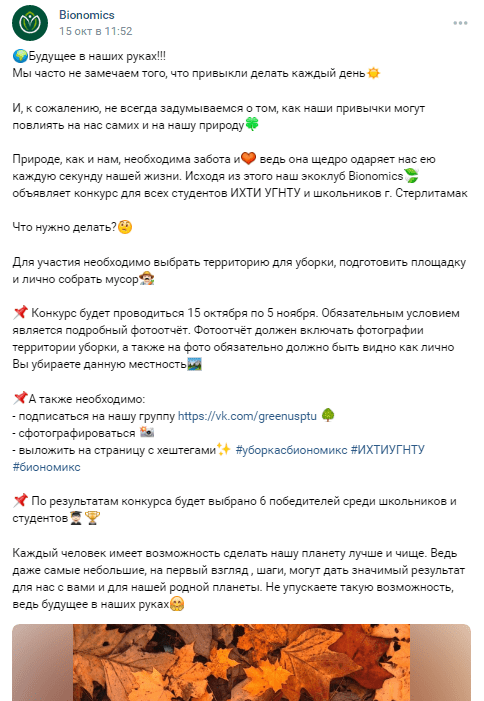 Bionomics
15 окт в 11:52
🌍Будущее в наших руках!!!
Мы часто не замечаем того, что привыкли делать каждый день🌞
И, к сожалению, не всегда задумываемся о том, как наши привычки могут
повлиять на нас самих и на нашу природу🍀
Природе, как и нам, необходима забота и❤ ведь она щедро одаряет нас ею
каждую секунду нашей жизни. Исходя из этого наш экоклуб Bionomics🍃
объявляет конкурс для всех студентов ИХТИ УГНТУ и школьников г. Стерлитамак
Что нужно делать?🤨
Для участия необходимо выбрать территорию для уборки, подготовить площадку
и лично собрать мусор🕵
📌 Конкурс будет проводиться 15 октября по 5 ноября. Обязательным условием
является подробный фотоотчёт. Фотоотчёт должен включать фотографии
территории уборки, а также на фото обязательно должно быть видно как лично
Вы убираете данную местность🏞
📌А также необходимо:
- подписаться на нашу группу https://vk.com/greenusptu 🌳
- сфотографироваться 📸
- выложить на страницу с хештегами✨ #уборкасбиономикс #ИХТИУГНТУ
#биономикс
📌 По результатам конкурса будет выбрано 6 победителей среди школьников и
студентов👨‍🎓🏆
Каждый человек имеет возможность сделать нашу планету лучше и чище. Ведь
даже самые небольшие, на первый взгляд , шаги, могут дать значимый результат
для нас с вами и для нашей родной планеты. Не упускаете такую возможность,
ведь будущее в наших руках🤗